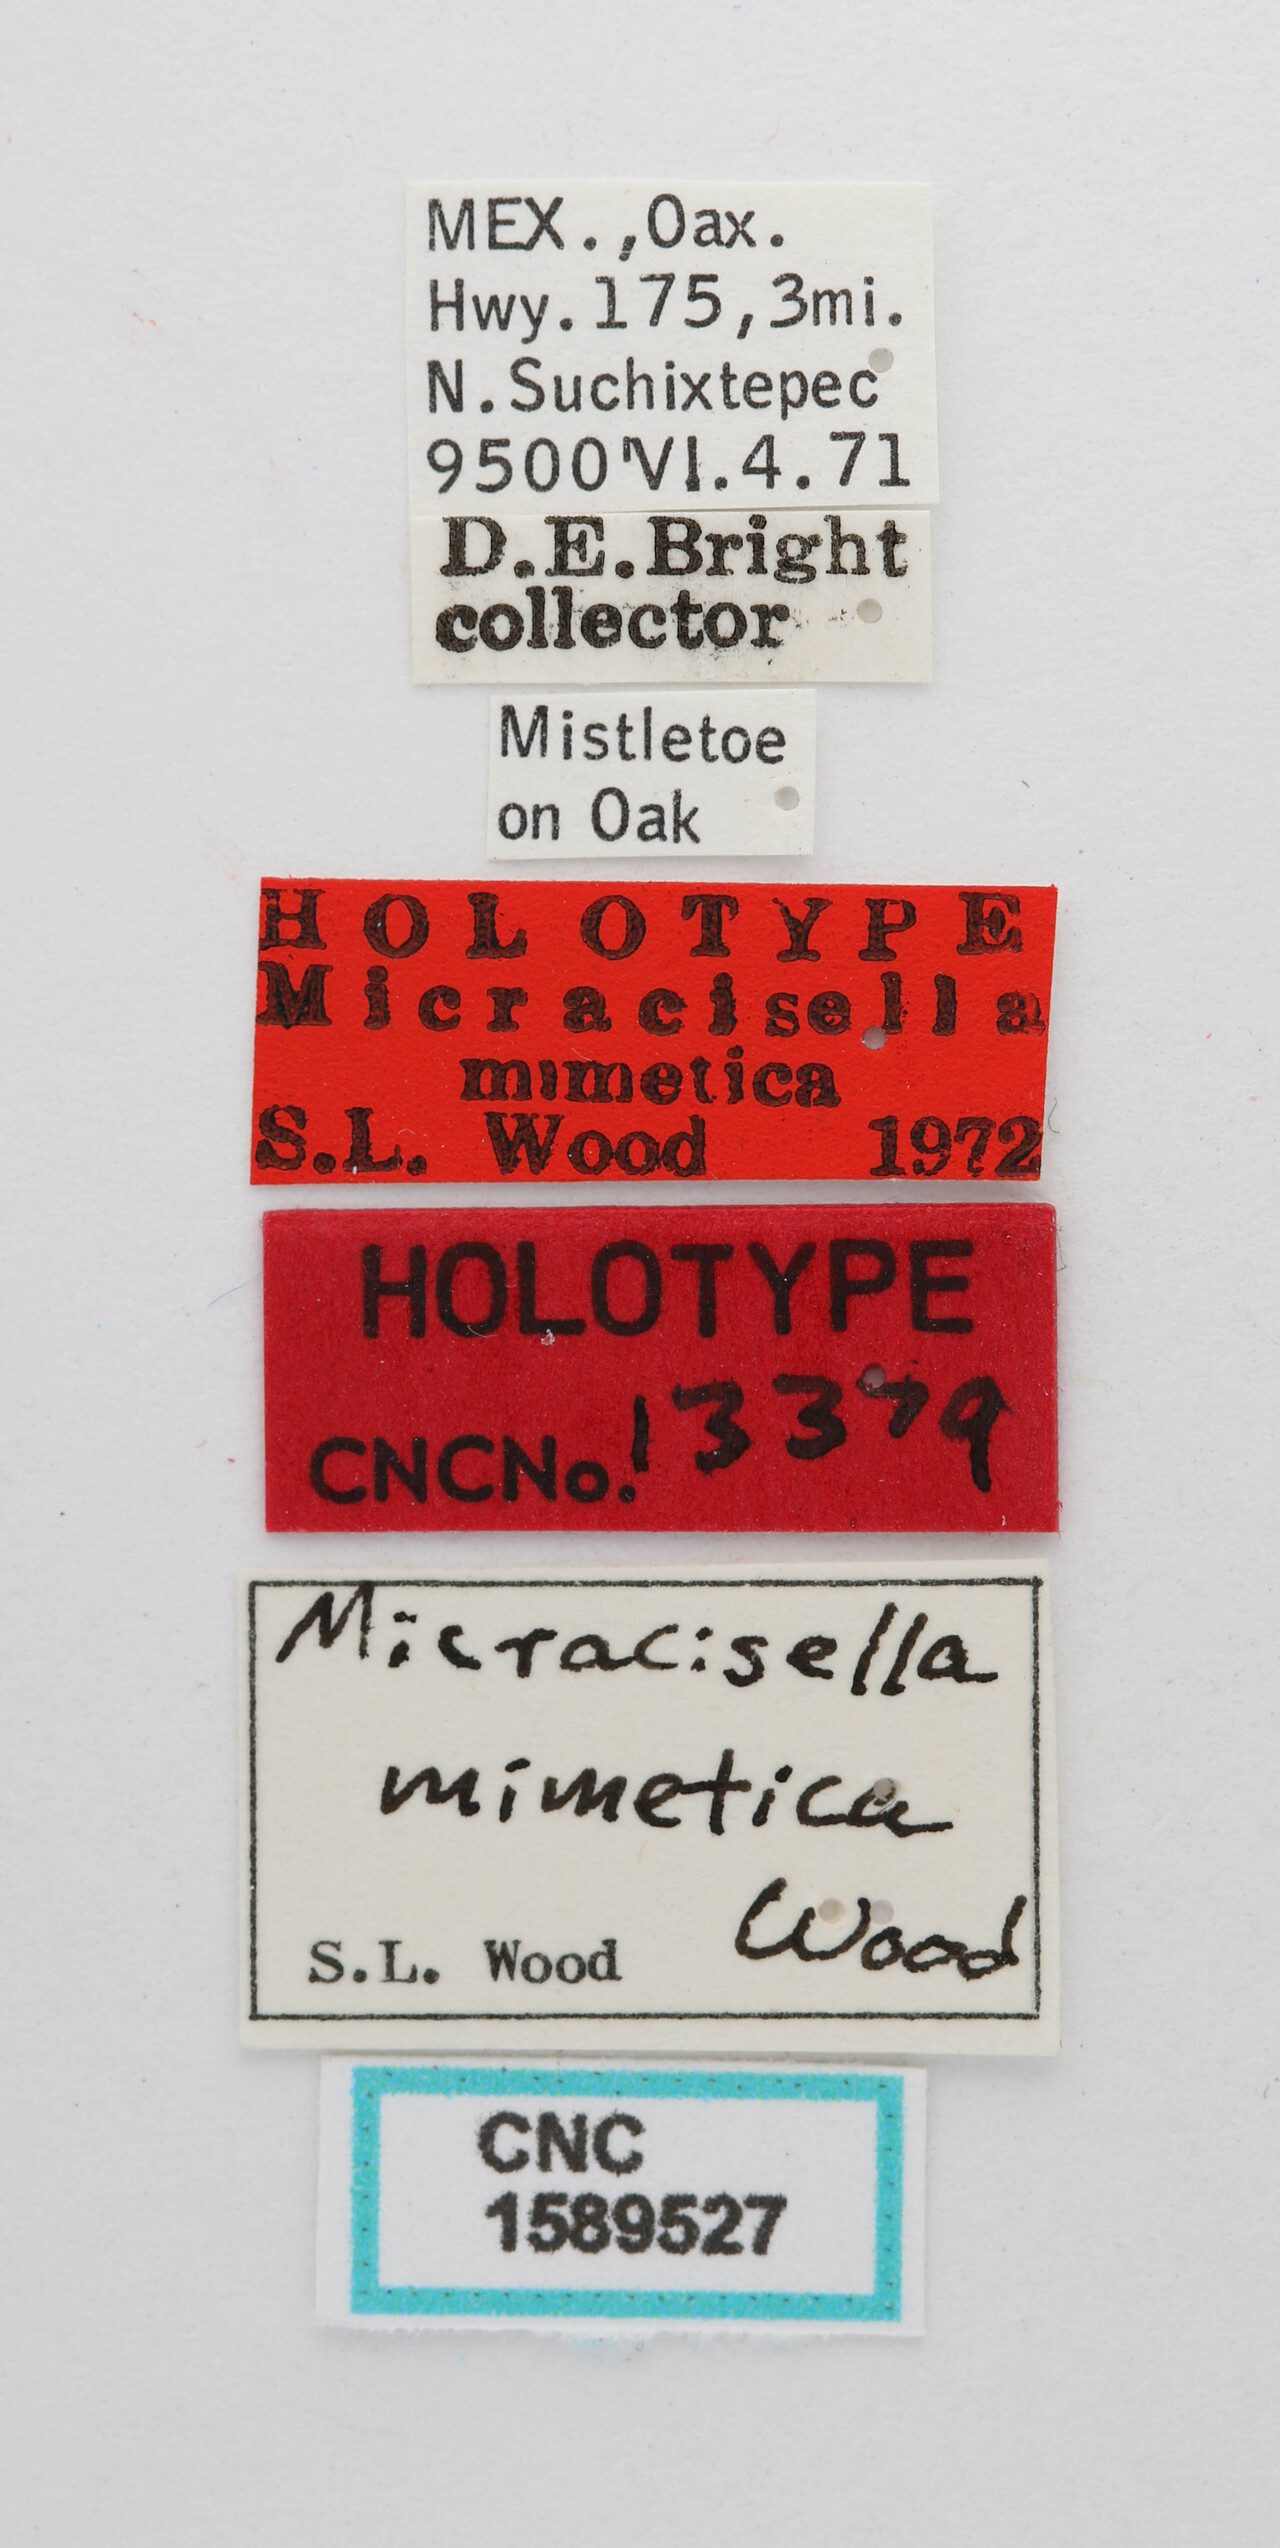 MEX.,Oax.
Hwy.175,3mi.
N.Suchixtepec
9500'VI.4.71
D.E.Bright
collector
Mistletoe
on Oak
HOLOTYPE
Micracisella
mimetica
S.L. Wood 1972
HOLOTYPE
CNCNo.13379
Micracisella
mimetica
Wood
S.L. Wood
CNC
1589527